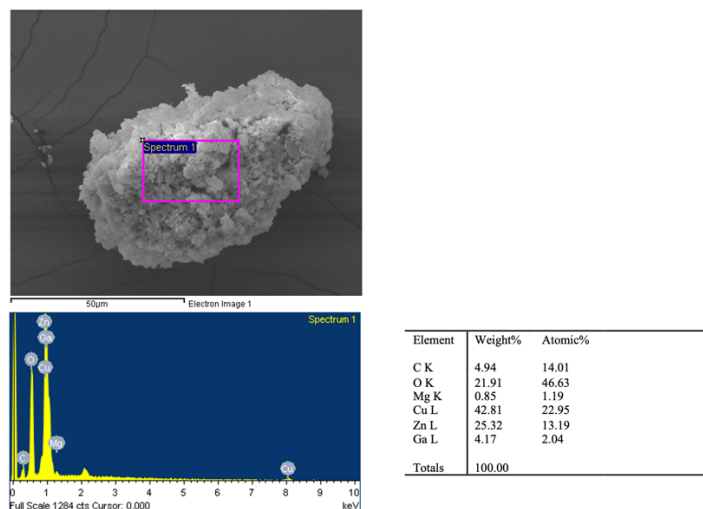 Spectrum 1
50µm Electron Image 1
Spectrum 1
Zn
Ga
O
Cu
C
Mg
Cu
0 1 2 3 4 5 6 7 8 9 10
Full Scale 1284 cts Cursor: 0.000 keV
Element Weight% Atomic%
C K 4.94 14.01
O K 21.91 46.63
Mg K 0.85 1.19
Cu L 42.81 22.95
Zn L 25.32 13.19
Ga L 4.17 2.04
Totals 100.00